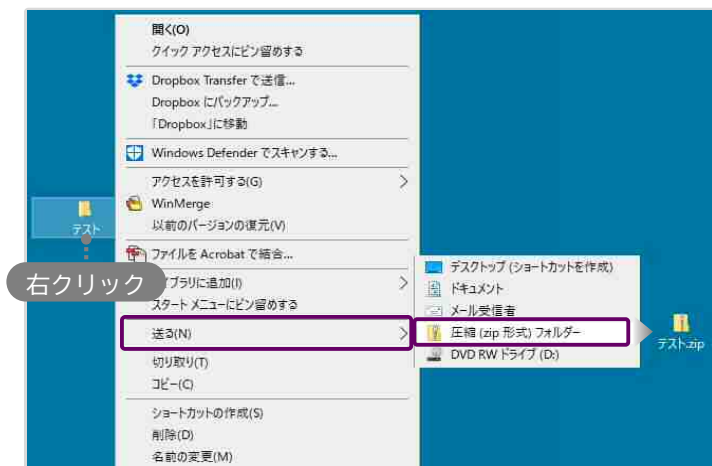 開く(O)
クイック アクセスにピン留めする
Dropbox Transfer で送信...
Dropbox にバックアップ...
「Dropbox」に移動
Windows Defender でスキャンする...
アクセスを許可する(G)
WinMerge
以前のバージョンの復元(V)
テスト
ファイルを Acrobat で結合...
右クリック
イブラリに追加(I)
スタート メニューにピン留めする
送る(N)
切り取り(T)
コピー(C)
ショートカットの作成(S)
削除(D)
名前の変更(M)
デスクトップ (ショートカットを作成)
ドキュメント
メール受信者
圧縮 (zip 形式) フォルダー
DVD RW ドライブ (D:)
テスト.zip